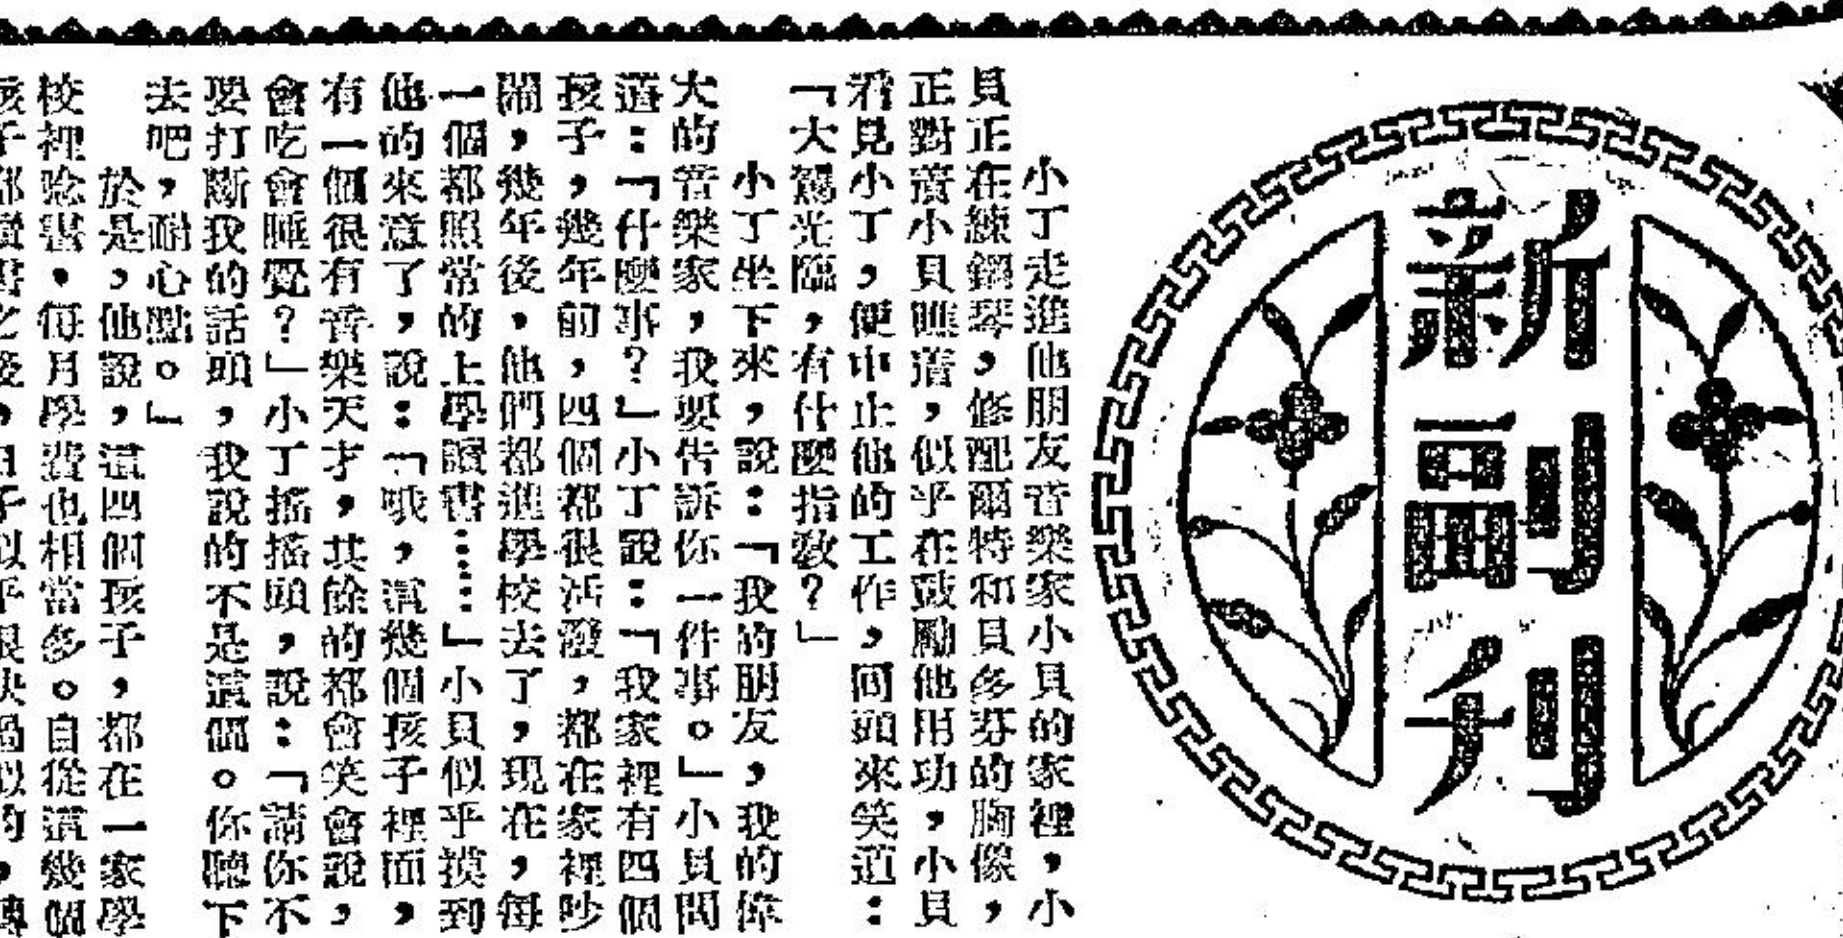 新副刊
小丁走進他朋友音樂家小貝的家裡，小
貝正在練鋼琴，修配爾特和貝多芬的胸像，
正對着小貝瞧着，似乎在鼓勵他用功，小貝
看見小丁，便中止他的工作，回頭來笑道：
「大駕光臨，有什麼指教？」
小丁坐下來，說：「我的朋友，我的偉
大的音樂家，我要告訴你一件事。」小貝問
道：「什麼事？」小丁說：「我家裡有四個
孩子，幾年前，四個都很活潑，都在家裡吵
鬧，幾年後，他們都進學校去了，現在，每
一個都照常的上學讀書……」小貝似乎摸到
他的來意了，說：「哦，這幾個孩子裡面，
有一個很有音樂天才，其餘的都會笑會說，
會吃會睡覺？」小丁搖搖頭，說：「請你不
要打斷我的話頭，我說的不是這個。你聽下
去吧，耐心點。」
於是，他說，這四個孩子，都在一家學
校裡唸書，每月學費也相當多。自從這幾個